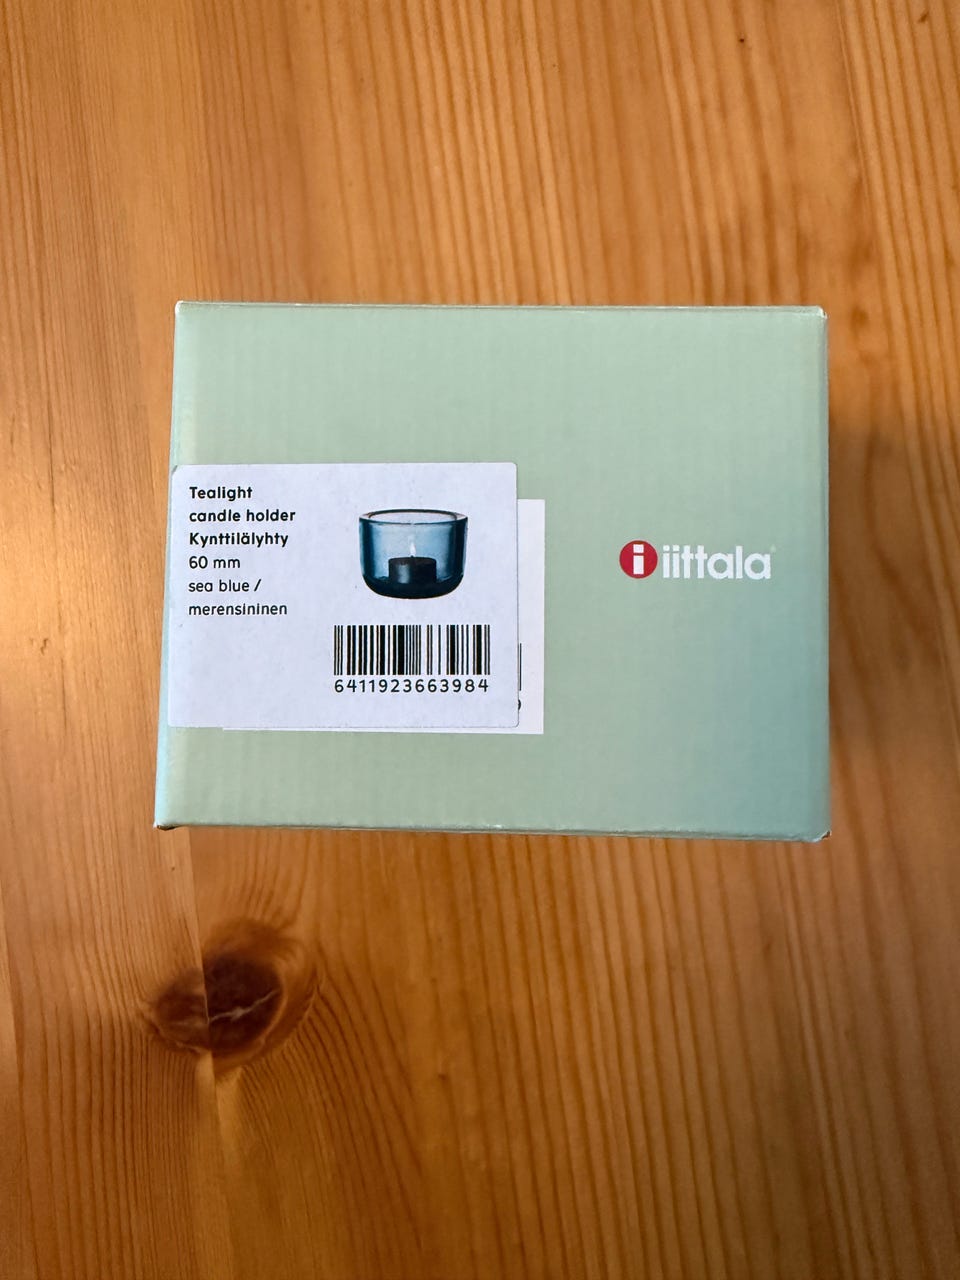 Tealight
candle holder
Kynttilälyhty
60 mm
sea blue /
merensininen
6411923663984
i iittala